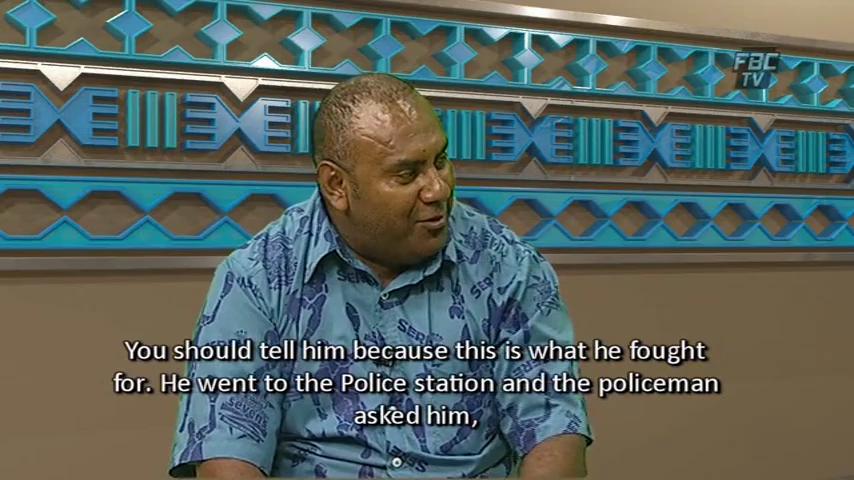 FBC
TV
You should tell him because this is what he fought
for. He went to the Police station and the policeman
asked him,
sevens